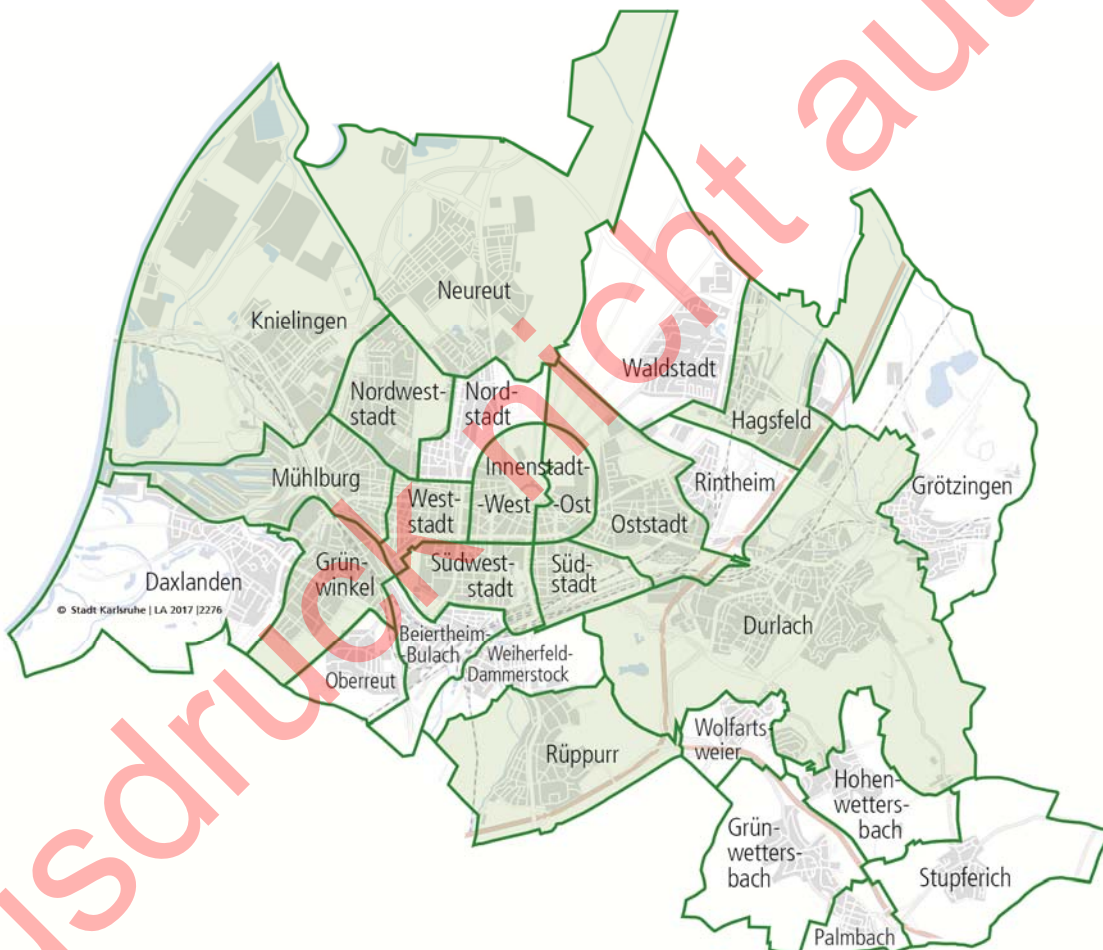 Neureut
Knielingen
Waldstadt
Nordwest-
stadt
Nord-
stadt
Hagsfeld
Innenstadt-
-West
-Ost
Mühlburg
Rintheim
Grötzingen
West-
stadt
Oststadt
Grün-
winkel
Südwest-
stadt
Süd-
stadt
Daxlanden
© Stadt Karlsruhe | LA 2017 |2276
Durlach
Beiertheim-
-Bulach
Weiherfeld-
Dammerstock
Oberreut
Rüppurr
Wolfarts-
weier
Hohen-
wetters-
bach
Grün-
wetters-
bach
Stupferich
Palmbach
usdruck nicht aut